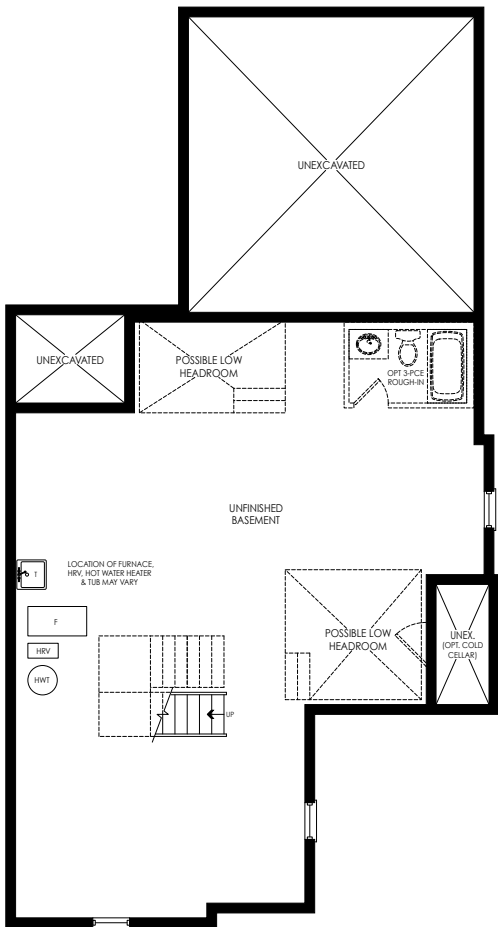 UNEXCAVATED
UNEXCAVATED
POSSIBLE LOW
HEADROOM
OPT 3-PCE
ROUGH-IN
UNFINISHED
BASEMENT
LOCATION OF FURNACE,
HRV, HOT WATER HEATER
& TUB MAY VARY
T
F
HRV
HWT
UP
POSSIBLE LOW
HEADROOM
UNEX.
(OPT. COLD
CELLAR)